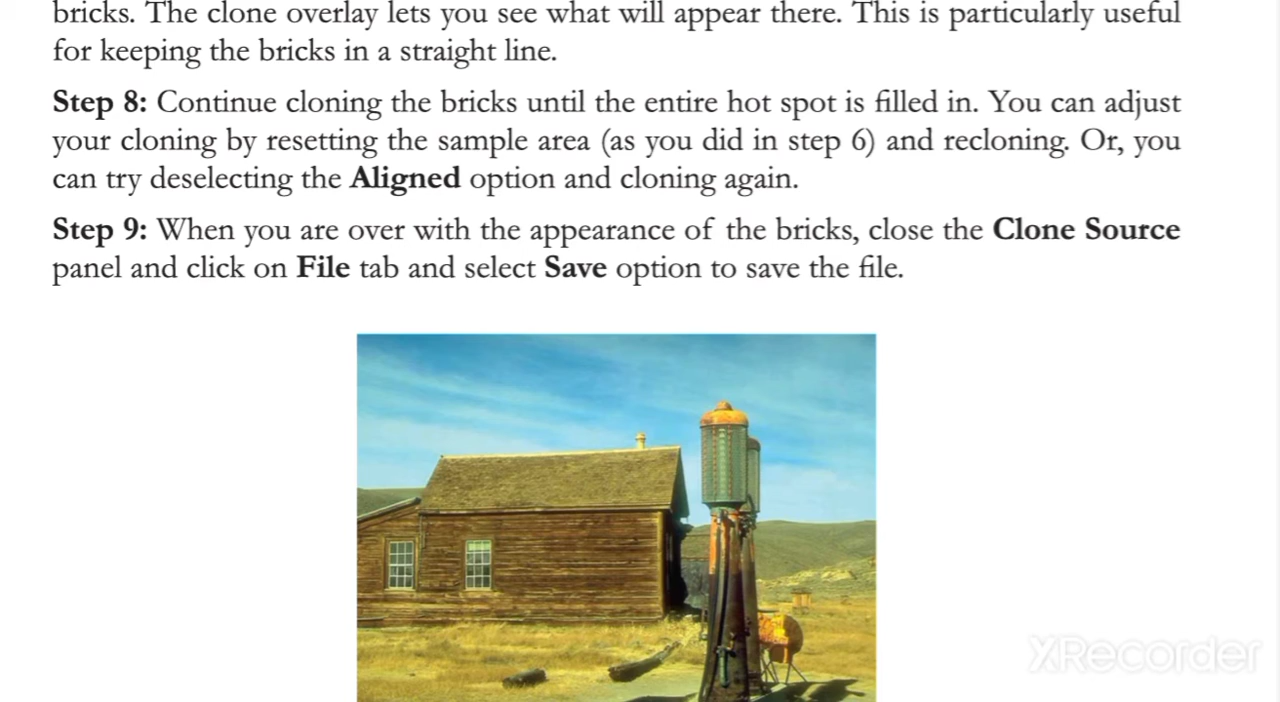 bricks. The clone overlay lets you see what will appear there. This is particularly useful
for keeping the bricks in a straight line.
Step 8: Continue cloning the bricks until the entire hot spot is filled in. You can adjust
your cloning by resetting the sample area (as you did in step 6) and recloning. Or, you
can try deselecting the Aligned option and cloning again.
Step 9: When you are over with the appearance of the bricks, close the Clone Source
panel and click on File tab and select Save option to save the file.
XRecorder